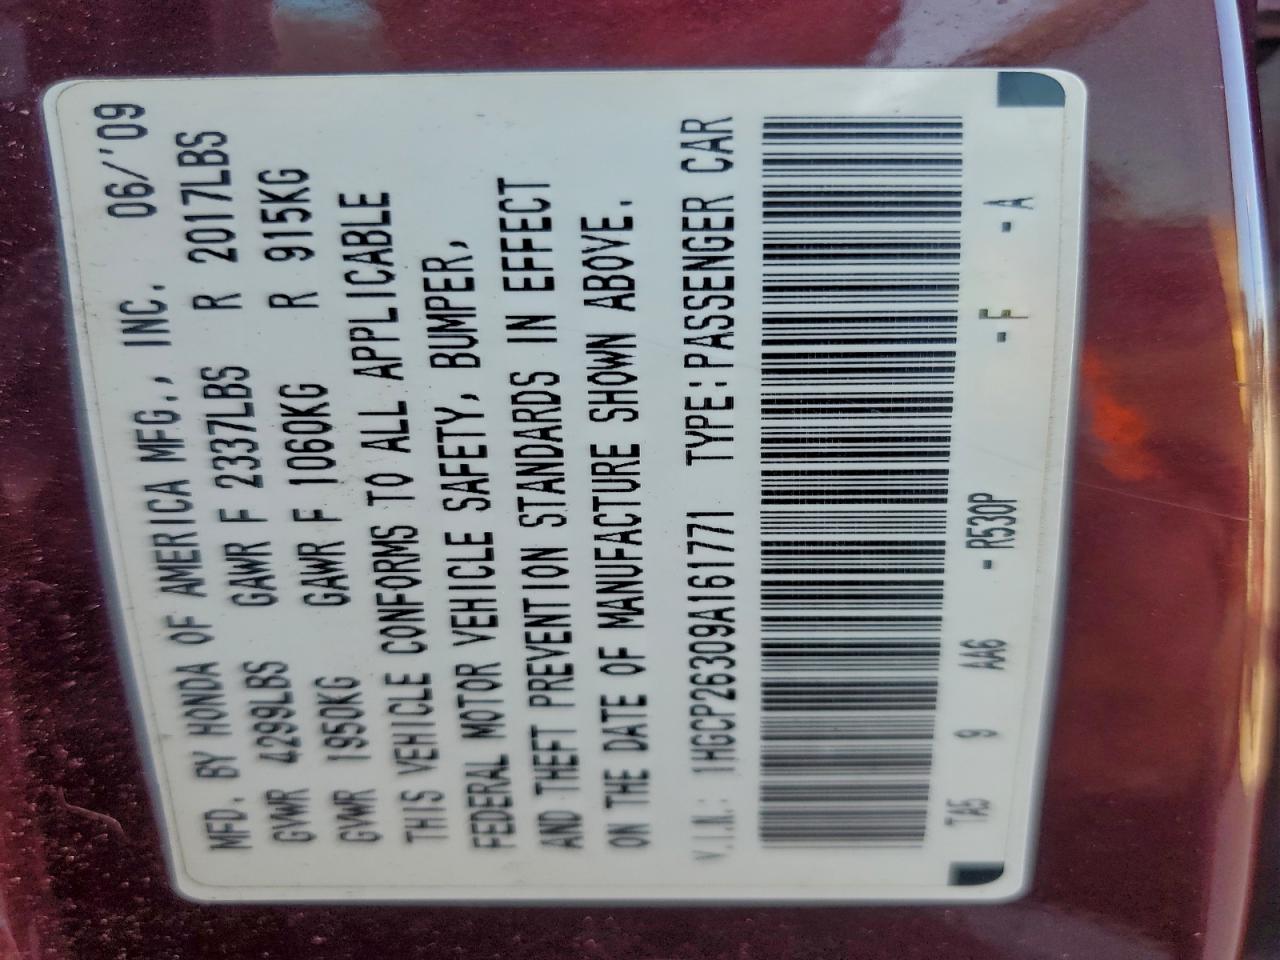 MFD. BY HONDA OF AMERICA MFG., INC. 06/'09
GVWR 4299LBS GAWR F 2337LBS R 2017LBS
GVWR 1950KG GAWR F 1060KG R 915KG
THIS VEHICLE CONFORMS TO ALL APPLICABLE
FEDERAL MOTOR VEHICLE SAFETY, BUMPER,
AND THEFT PREVENTION STANDARDS IN EFFECT
ON THE DATE OF MANUFACTURE SHOWN ABOVE.
V.I.N.: 1HGCP26309A161771 TYPE:PASSENGER CAR
TA5 9 AA6 -R530P -F -A